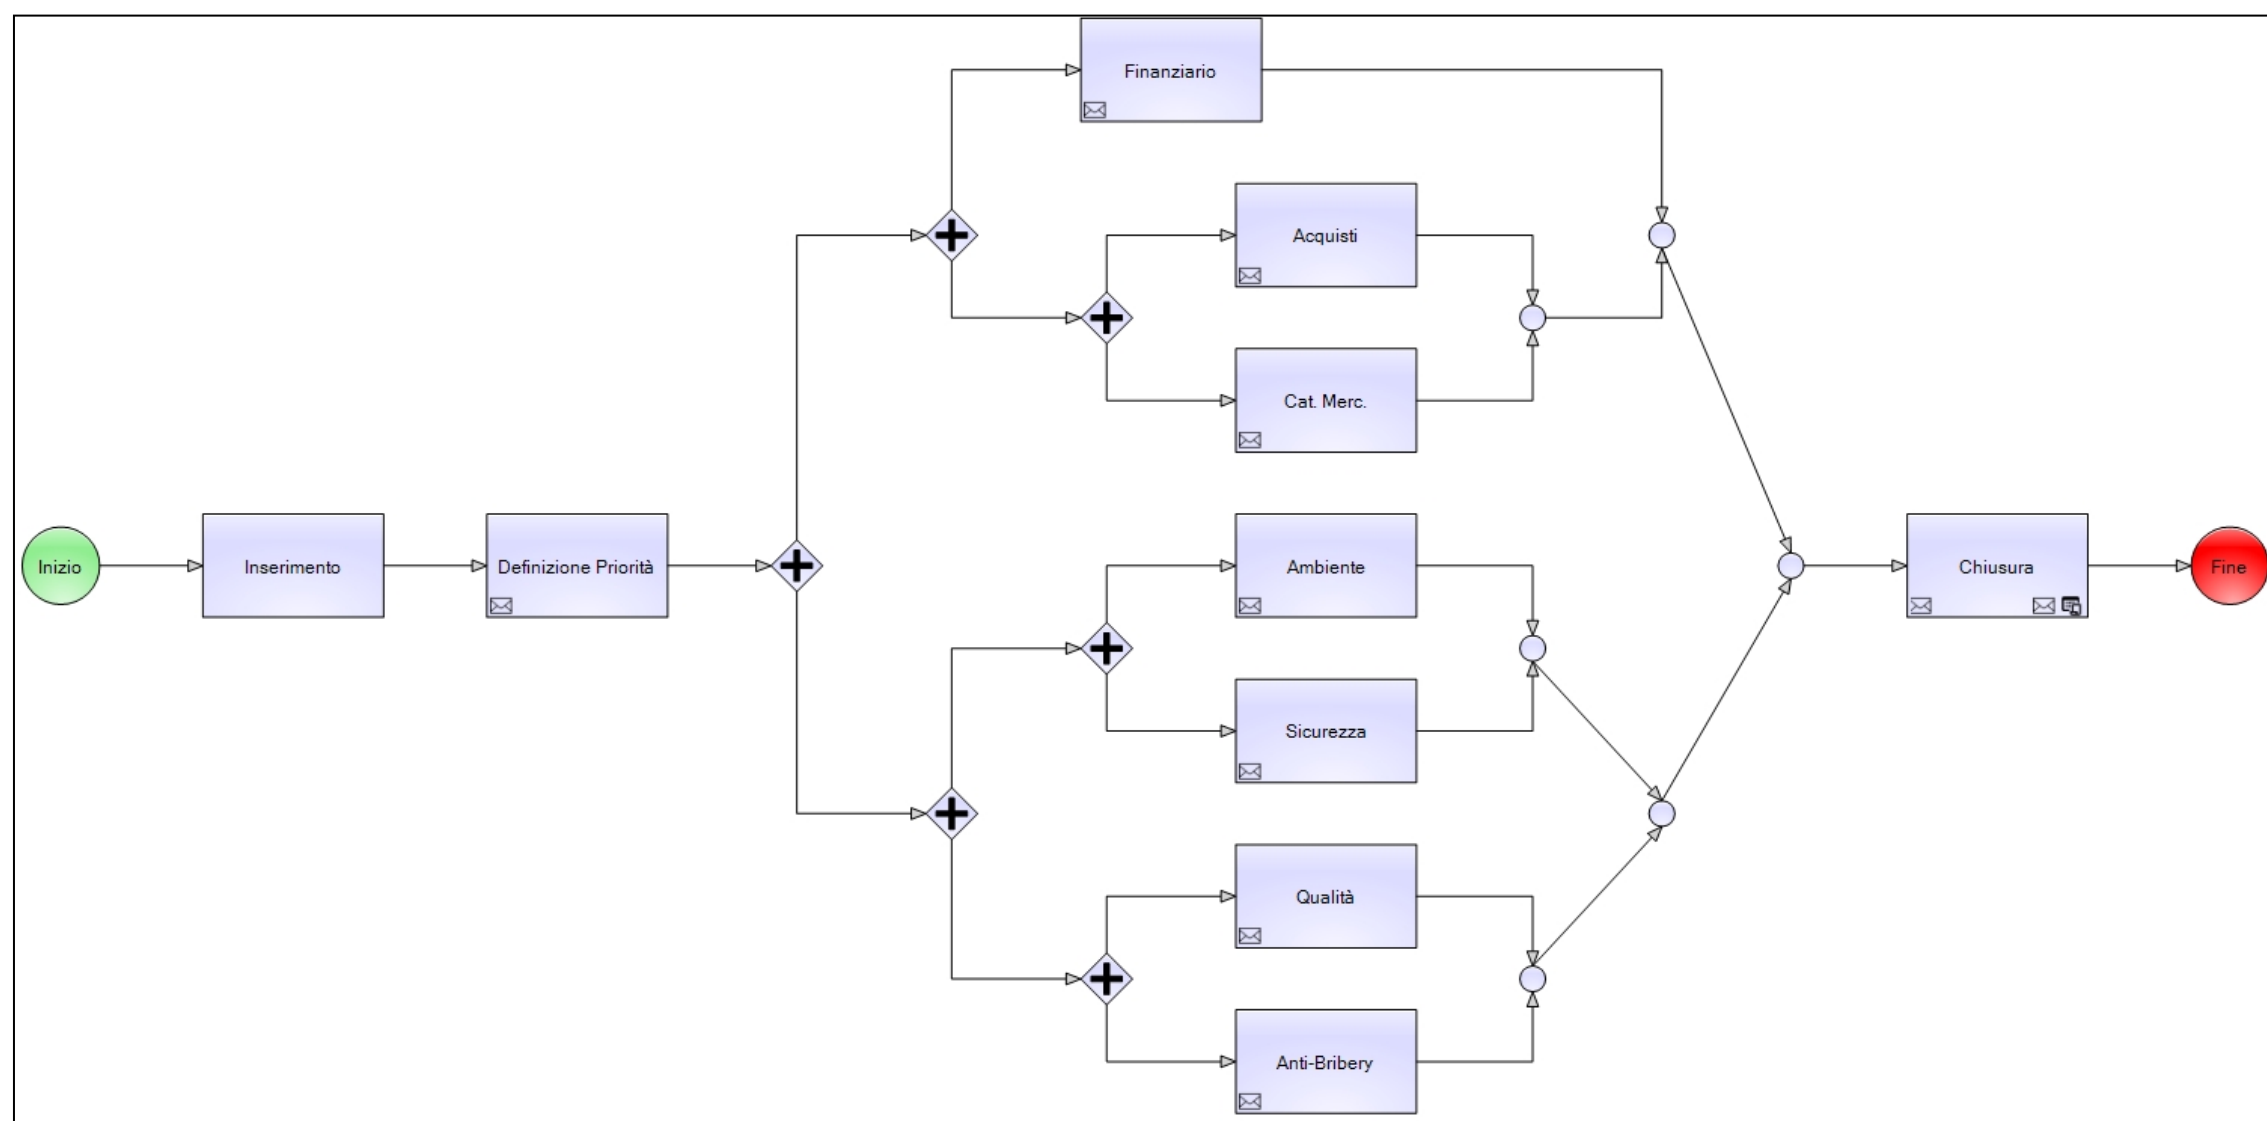 Finanziario
Acquisti
Cat. Merc.
Inizio
Inserimento
Definizione Priorità
Ambiente
Chiusura
Fine
Sicurezza
Qualità
Anti-Bribery